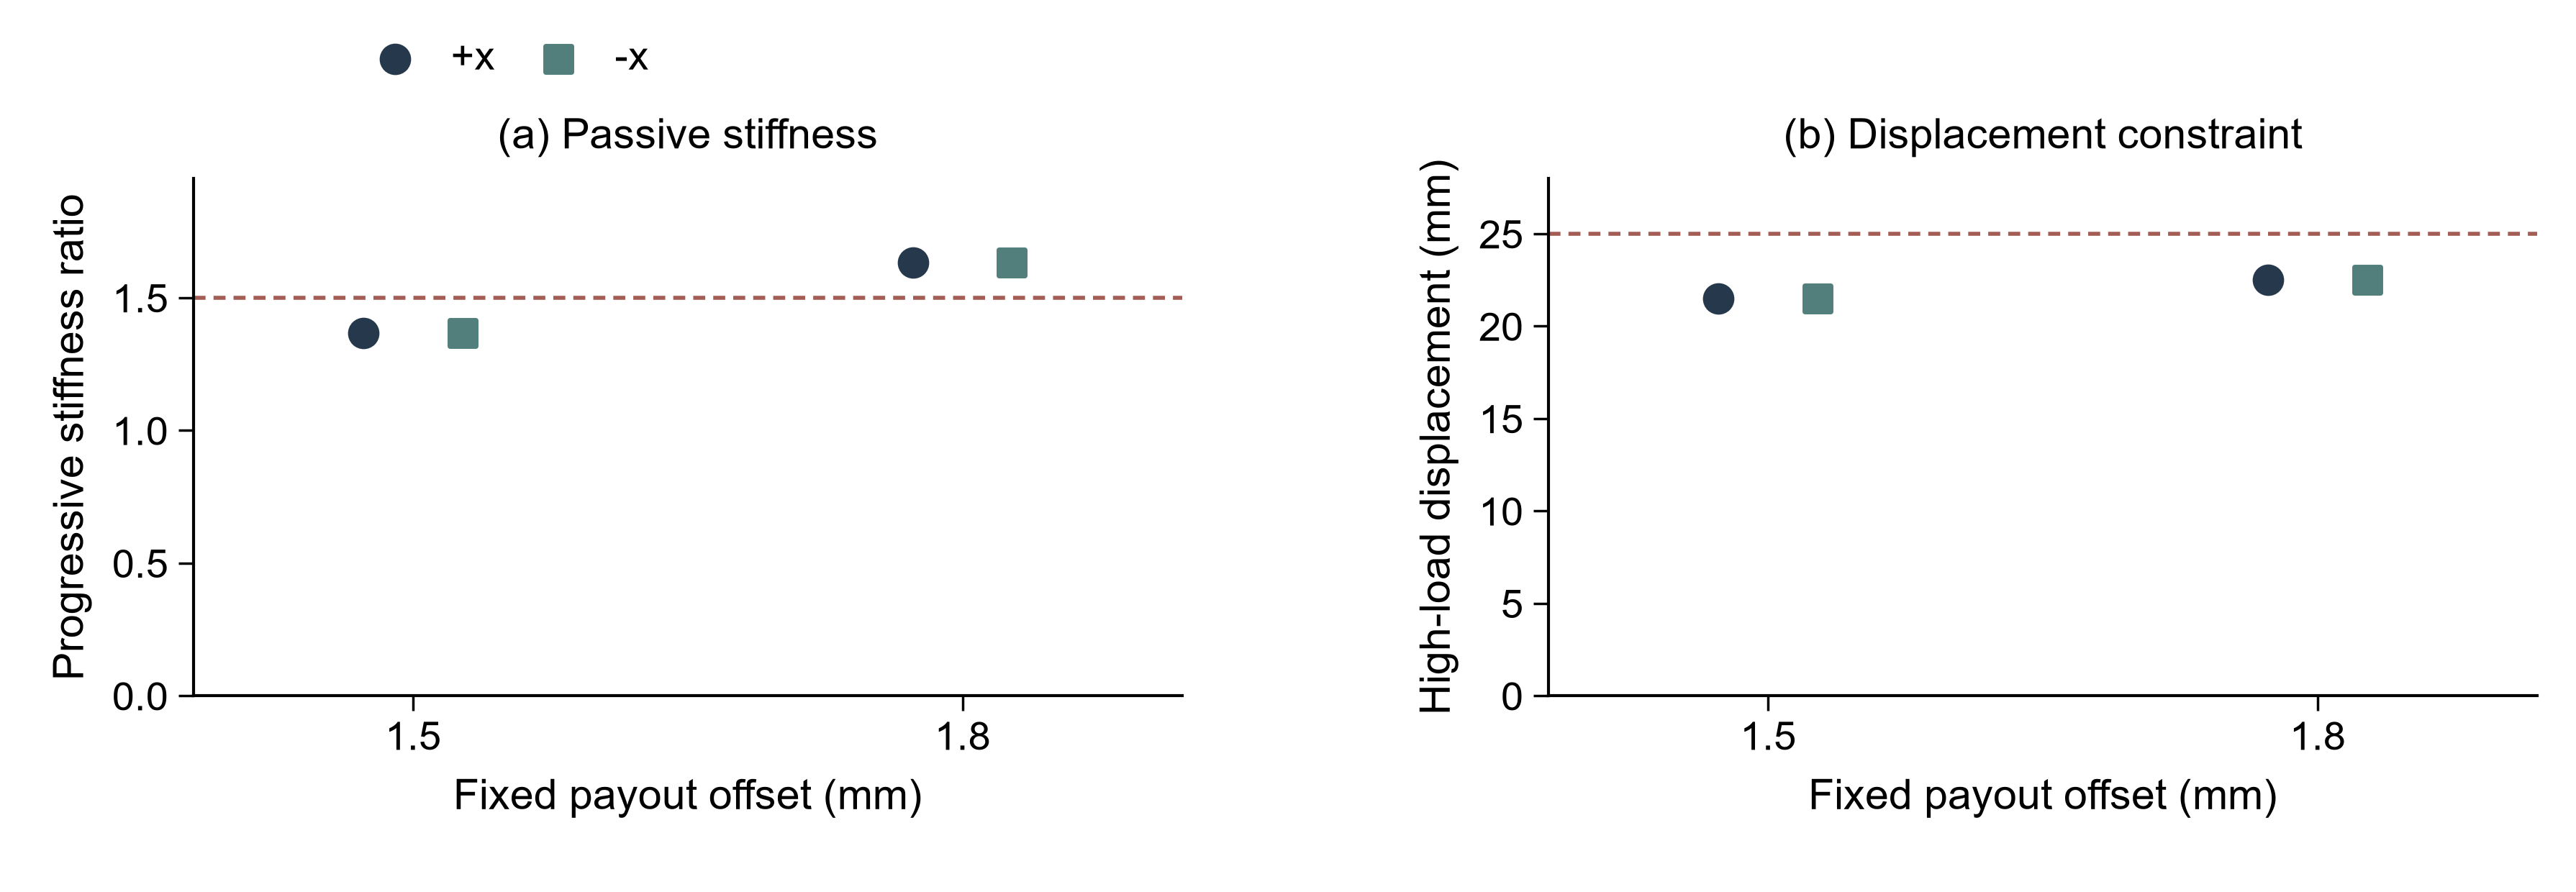 +x -x
(a) Passive stiffness
Progressive stiffness ratio
1.5
1.0
0.5
0.0
1.5 1.8
Fixed payout offset (mm)
(b) Displacement constraint
High-load displacement (mm)
25
20
15
10
5
0
1.5 1.8
Fixed payout offset (mm)